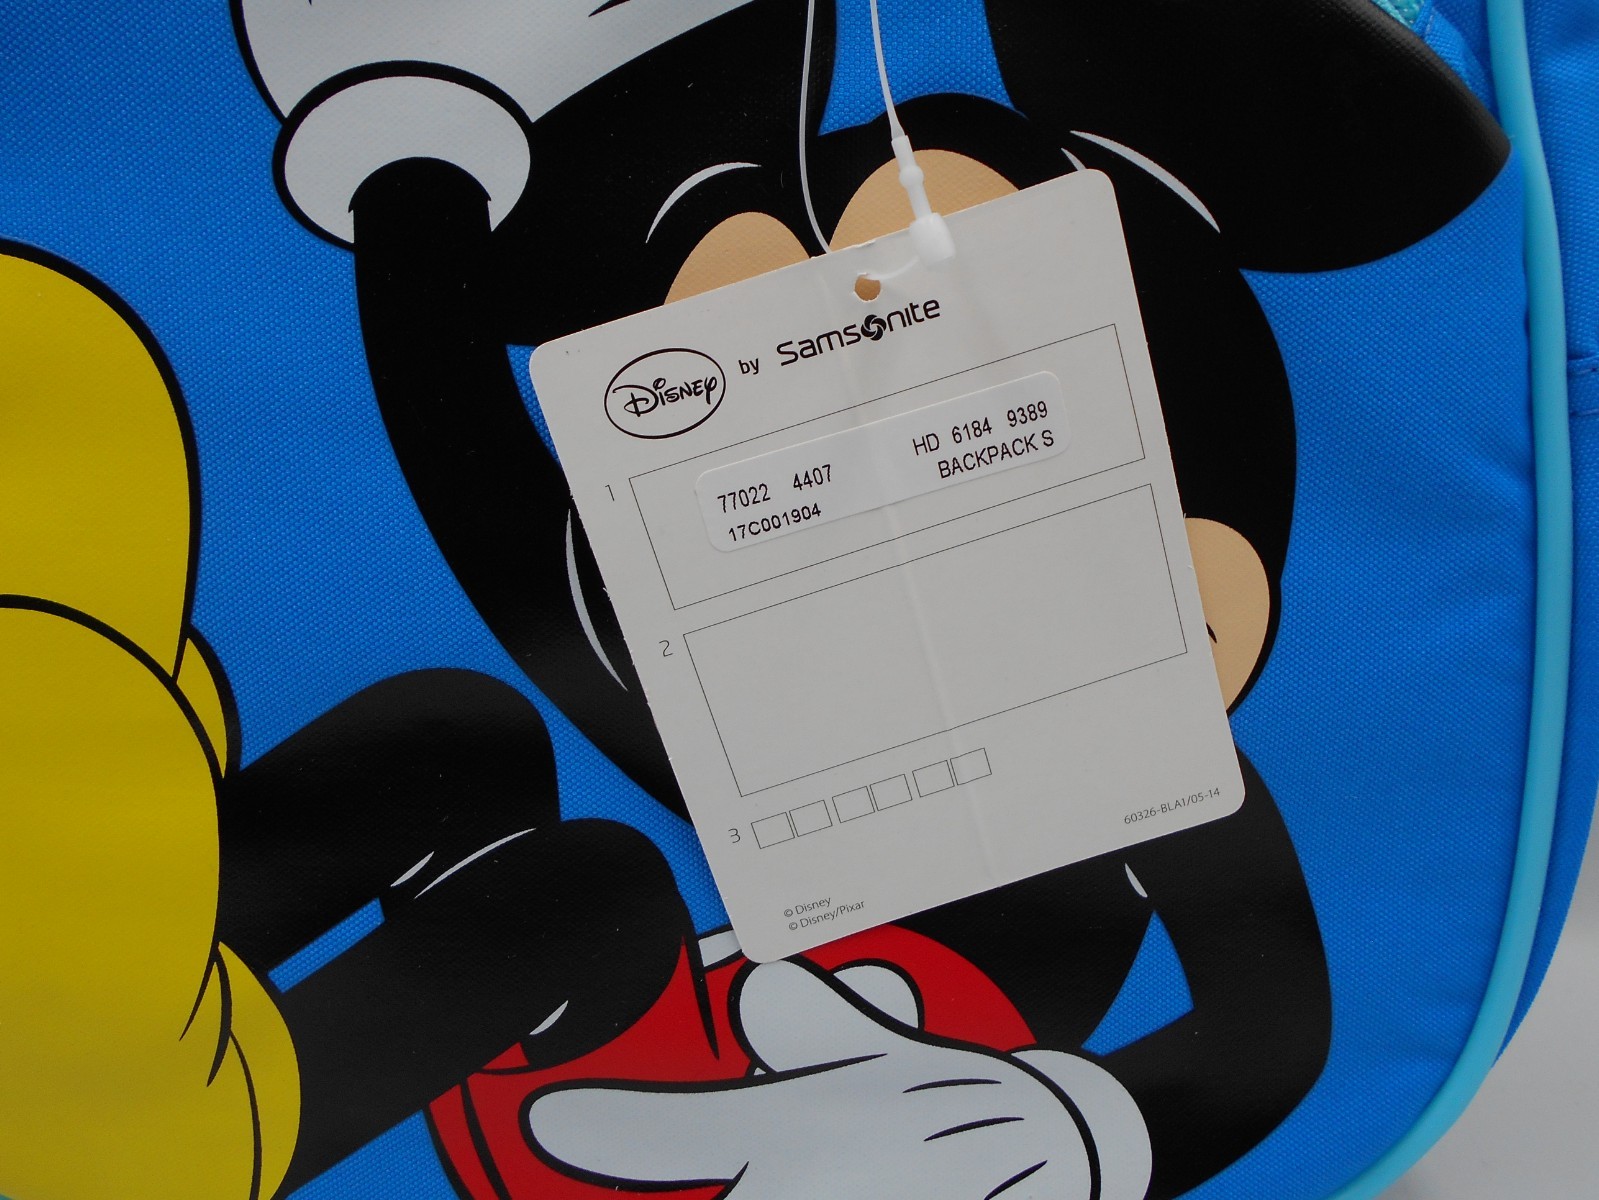 Disney by Samsonite
1
77022 4407 HD 6184 9389
17C001904 BACKPACK S
2
3
60326-BLA1/05-14
© Disney
© Disney/Pixar